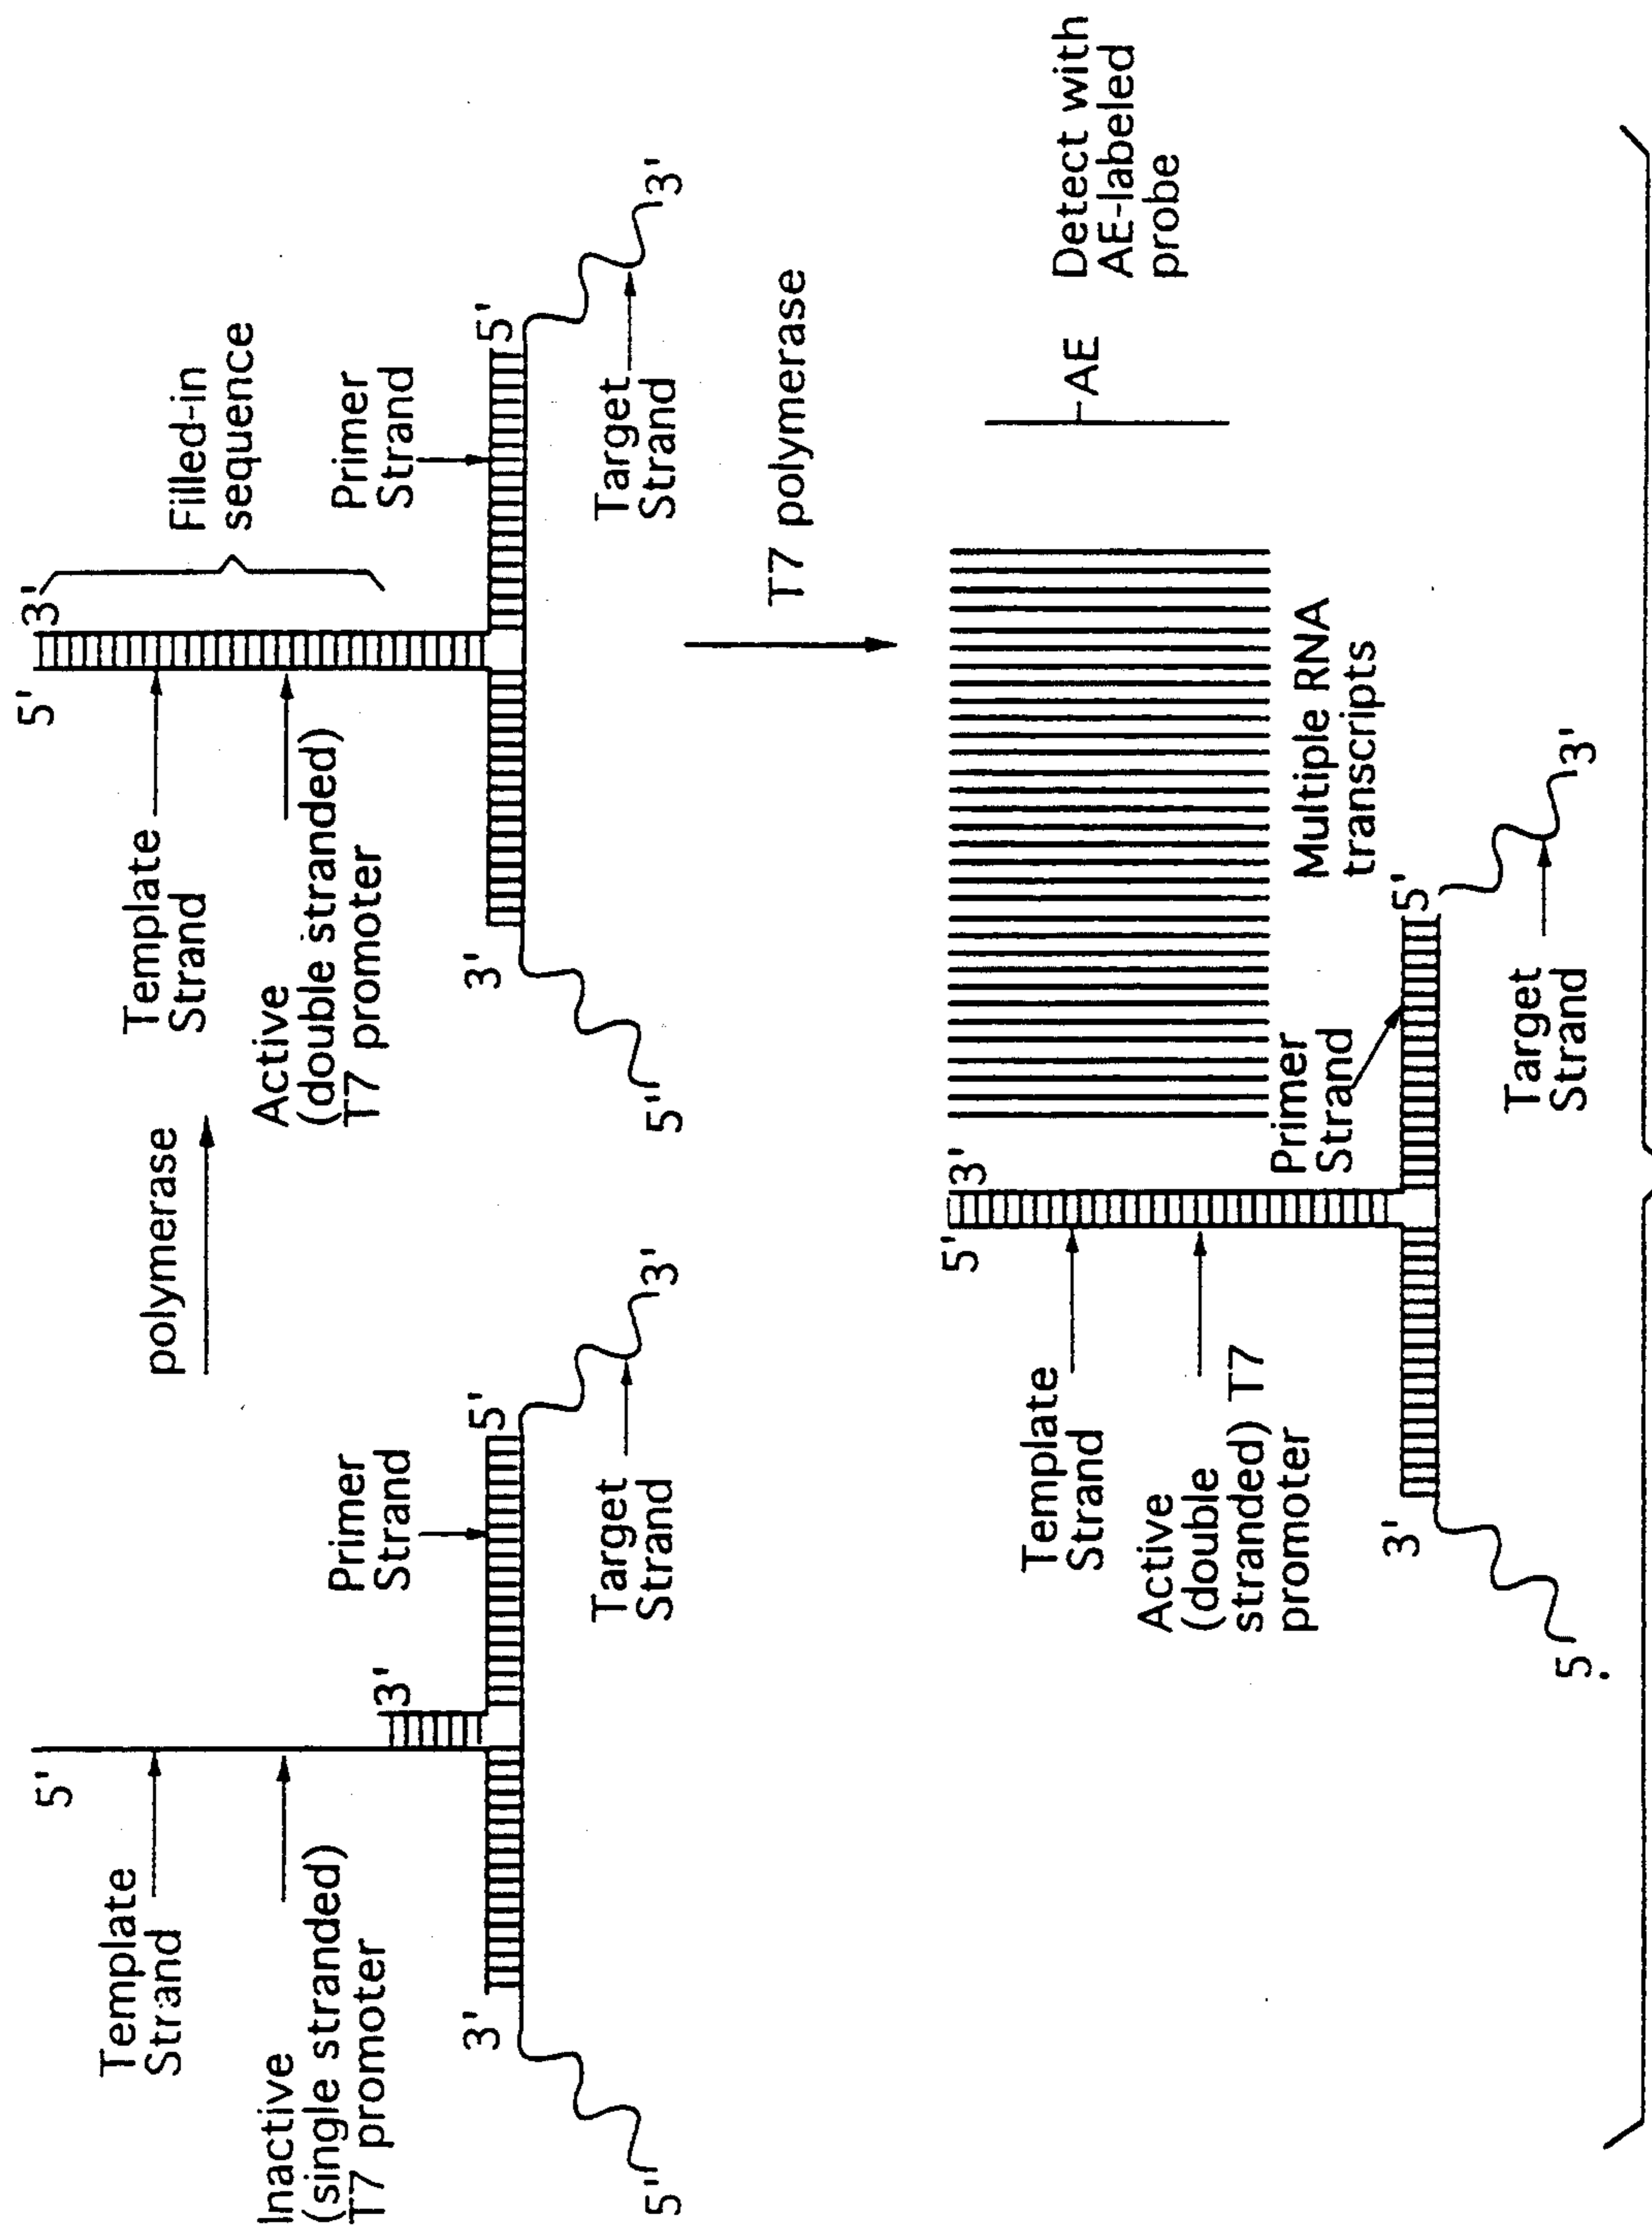 5'
Template
Strand
Inactive
(single stranded)
T7 promoter
3'
Primer
Strand
3'
5'
5'
Target
Strand
3'
polymerase
5'
3'
Filled-in
sequence
Template
Strand
Active
(double stranded)
T7 promoter
Primer
Strand
3'
5'
5'
Target
Strand
3'
T7 polymerase
5'
3'
Template
Strand
Active
(double
stranded) T7
promoter
Multiple RNA
transcripts
AE
Detect with
AE-labeled
probe
Primer
Strand
3'
5'
5.
Target
Strand
3'